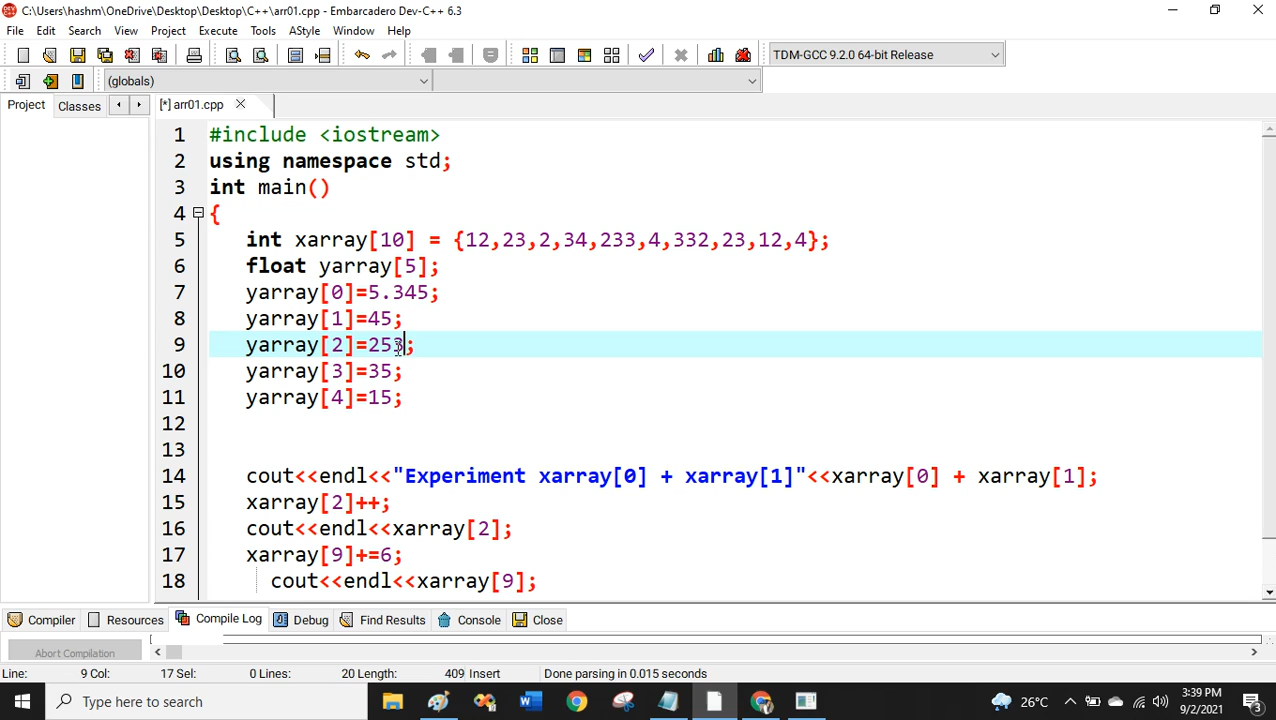 C:\Users\hashm\OneDrive\Desktop\Desktop\C++\arr01.cpp - Embarcadero Dev-C++ 6.3
File Edit Search View Project Execute Tools AStyle Window Help
TDM-GCC 9.2.0 64-bit Release
(globals)
Project Classes [*] arr01.cpp
1 #include <iostream>
2 using namespace std;
3 int main()
4 {
5 int xarray[10] = {12,23,2,34,233,4,332,23,12,4};
6 float yarray[5];
7 yarray[0]=5.345;
8 yarray[1]=45;
9 yarray[2]=253;
10 yarray[3]=35;
11 yarray[4]=15;
12
13
14 cout<<endl<<"Experiment xarray[0] + xarray[1]"<<xarray[0] + xarray[1];
15 xarray[2]++;
16 cout<<endl<<xarray[2];
17 xarray[9]+=6;
18 cout<<endl<<xarray[9];
Compiler Resources Compile Log Debug Find Results Console Close
Abort Compilation
Line: 9 Col: 17 Sel: 0 Lines: 20 Length: 409 Insert Done parsing in 0.015 seconds
Type here to search 26°C 3:39 PM
9/2/2021 3